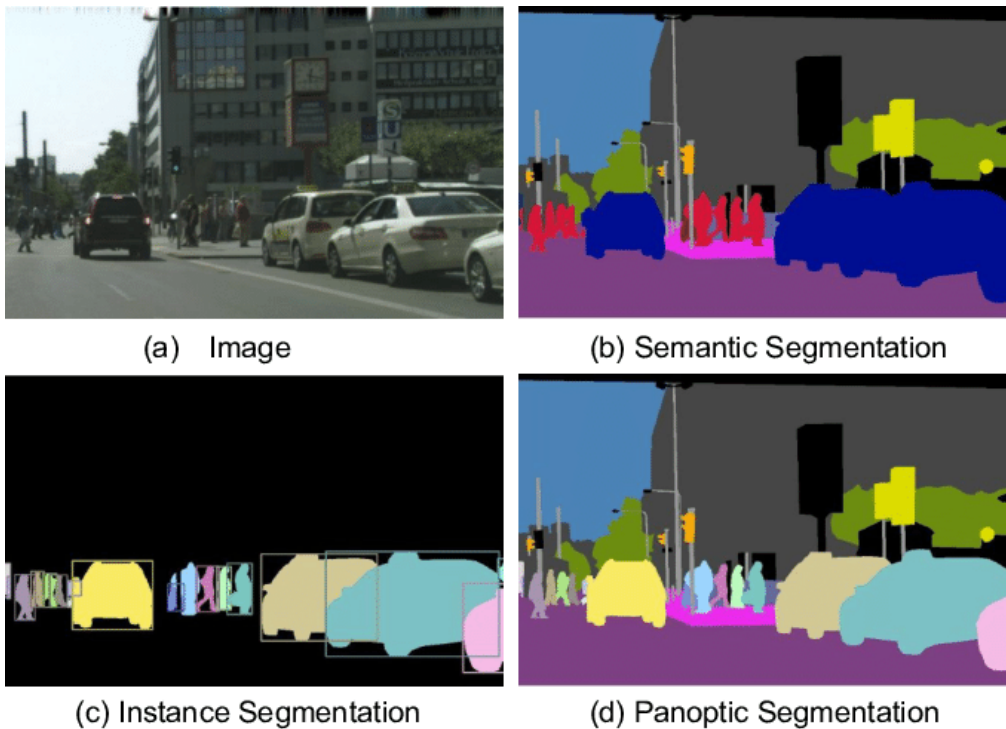 S
U
(a) Image
(b) Semantic Segmentation
(c) Instance Segmentation
(d) Panoptic Segmentation